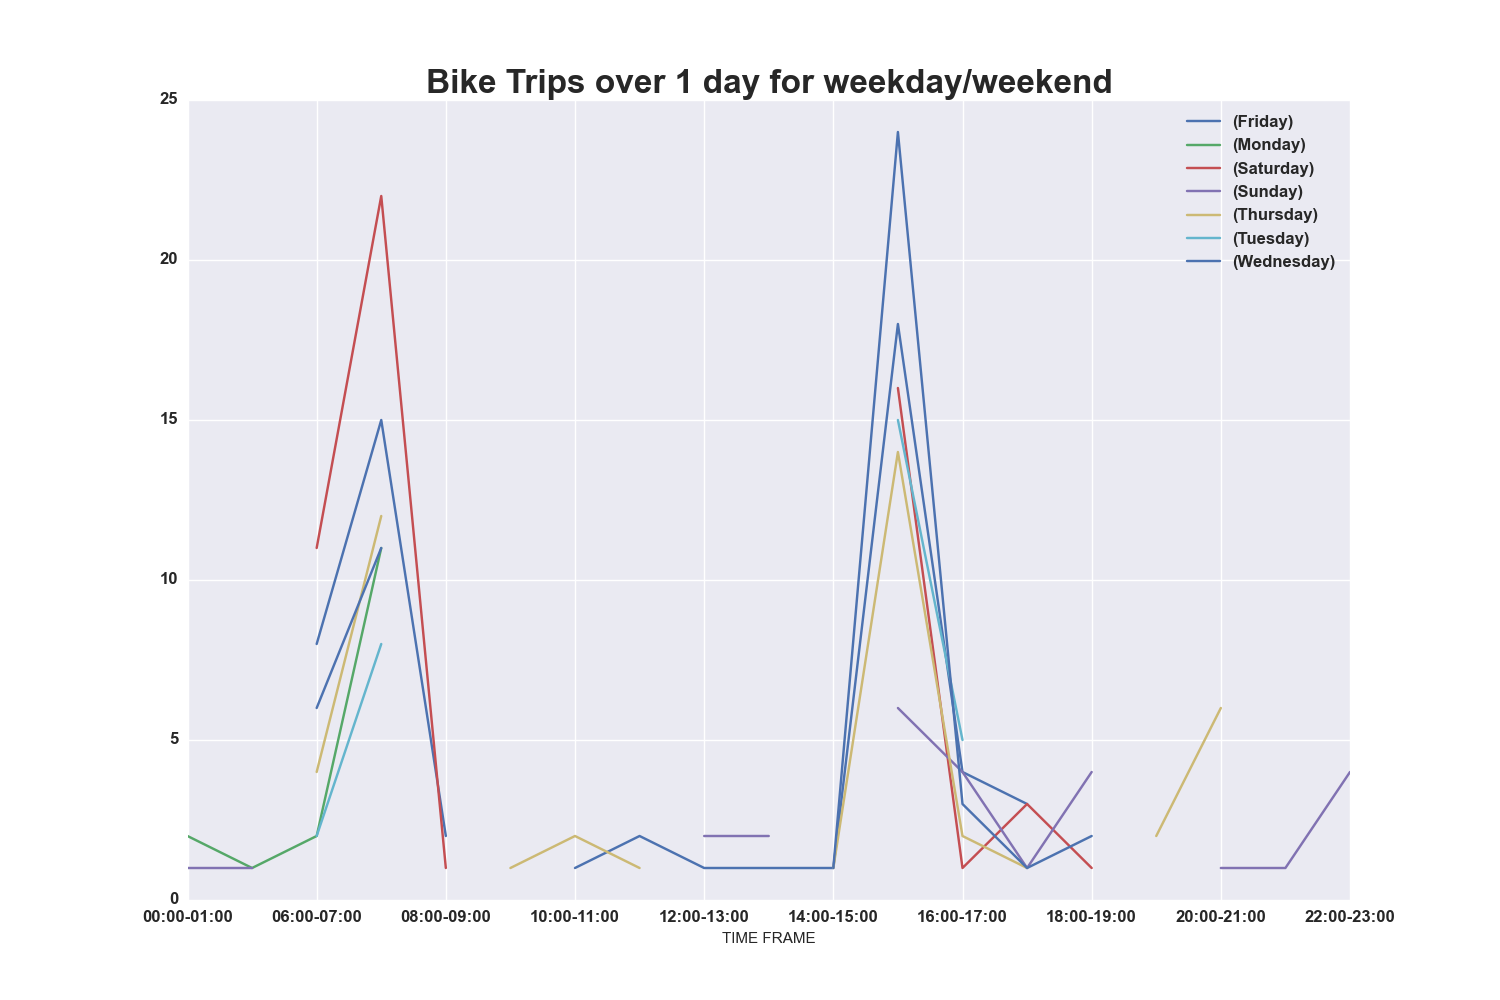 Bike Trips over 1 day for weekday/weekend
25
20
15
10
5
0
(Friday)
(Monday)
(Saturday)
(Sunday)
(Thursday)
(Tuesday)
(Wednesday)
00:00-01:00 06:00-07:00 08:00-09:00 10:00-11:00 12:00-13:00 14:00-15:00 16:00-17:00 18:00-19:00 20:00-21:00 22:00-23:00
TIME FRAME